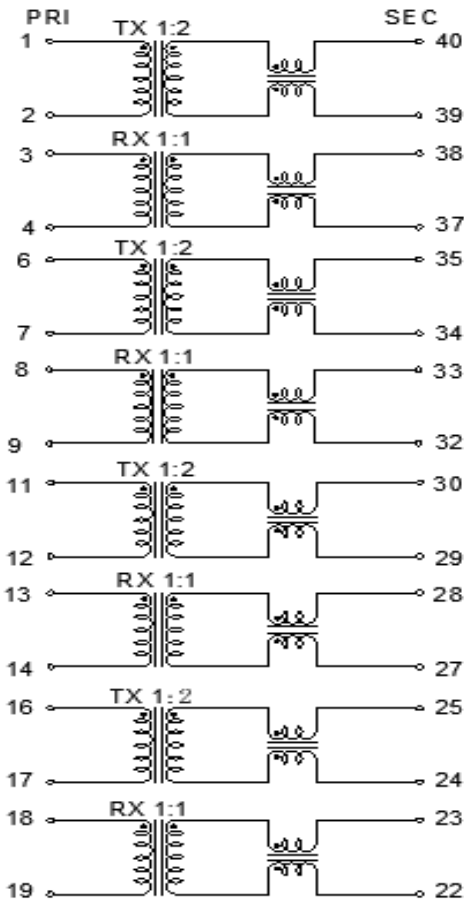 PRI SEC
TX 1:2
1 40
2 39
RX 1:1
3 38
4 37
TX 1:2
6 35
7 34
RX 1:1
8 33
9 32
TX 1:2
11 30
12 29
RX 1:1
13 28
14 27
TX 1:2
16 25
17 24
RX 1:1
18 23
19 22